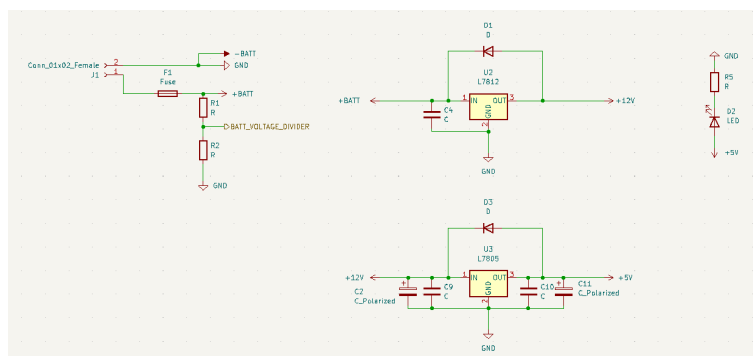 Conn_01x02_Female
J1
2
1
-BATT
GND
F1
Fuse
+BATT
R1
R
BATT_VOLTAGE_DIVIDER
R2
R
GND
D1
D
U2
L7812
+BATT
1
IN
OUT
3
+12V
GND
2
C4
C
GND
GND
R5
R
D2
LED
+5V
D3
D
U3
L7805
+12V
1
IN
OUT
3
+5V
GND
2
C2
C_Polarized
C9
C
C10
C
C11
C_Polarized
GND